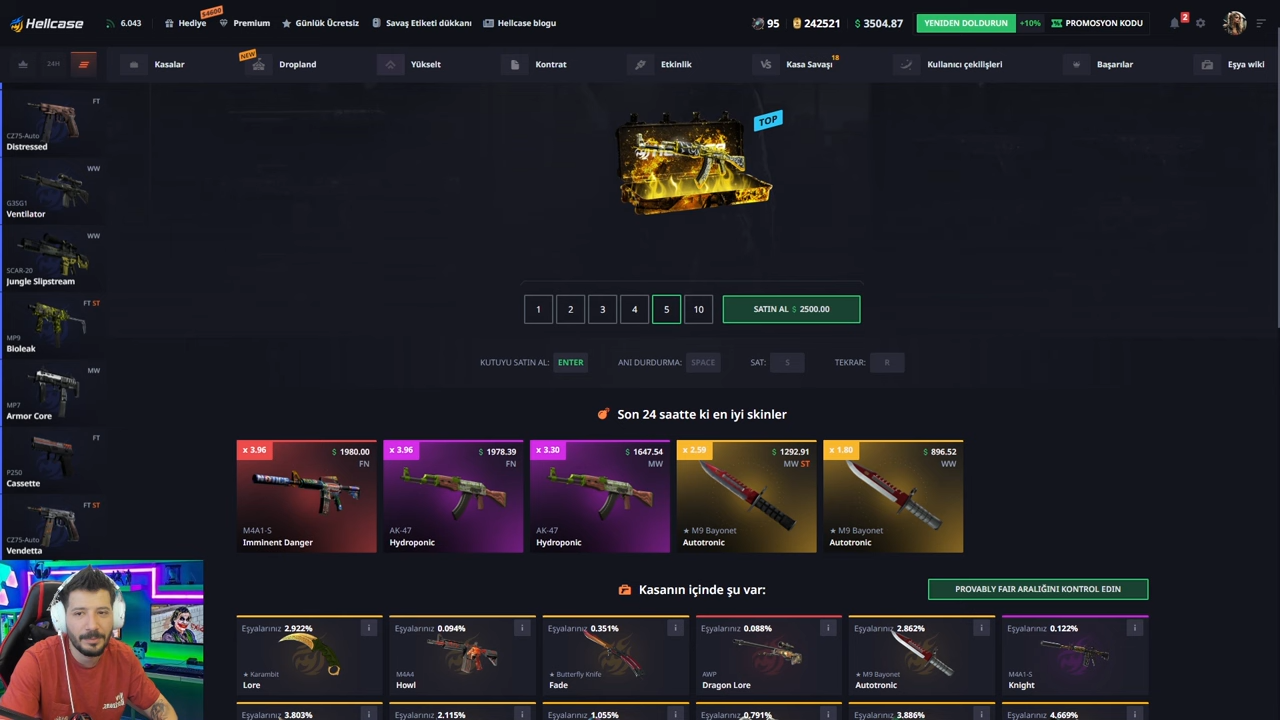 Hellcase
6.043
Hediye
$4600
Premium
Günlük Ücretsiz
Savaş Etiketi dükkanı
Hellcase blogu
95
242521
$ 3504.87
YENİDEN DOLDURUN
+10%
PROMOSYON KODU
2
24H
Kasalar
NEW
Dropland
Yükselt
Kontrat
Etkinlik
VS
Kasa Savaşı
18
Kullanıcı çekilişleri
Başarılar
Eşya wiki
FT
CZ75-Auto
Distressed
WW
G3SG1
Ventilator
WW
SCAR-20
Jungle Slipstream
FT ST
MP9
Bioleak
MW
MP7
Armor Core
FT
P250
Cassette
FT ST
CZ75-Auto
Vendetta
TOP
1
2
3
4
5
10
SATIN AL $ 2500.00
KUTUYU SATIN AL: ENTER
ANI DURDURMA: SPACE
SAT: S
TEKRAR: R
Son 24 saatte ki en iyi skinler
x 3.96
$ 1980.00
FN
M4A1-S
Imminent Danger
x 3.96
$ 1978.39
FN
AK-47
Hydroponic
x 3.30
$ 1647.54
MW
AK-47
Hydroponic
x 2.59
$ 1292.91
MW ST
★ M9 Bayonet
Autotronic
x 1.80
$ 896.52
WW
★ M9 Bayonet
Autotronic
Kasanın içinde şu var:
PROVABLY FAIR ARALIĞINI KONTROL EDIN
Eşyalarınız 2.922%
★ Karambit
Lore
Eşyalarınız 0.094%
M4A4
Howl
Eşyalarınız 0.351%
★ Butterfly Knife
Fade
Eşyalarınız 0.088%
AWP
Dragon Lore
Eşyalarınız 2.862%
★ M9 Bayonet
Autotronic
Eşyalarınız 0.122%
M4A1-S
Knight
Eşyalarınız 3.803%
Eşyalarınız 2.115%
Eşyalarınız 1.055%
Eşyalarınız 0.791%
Eşyalarınız 3.886%
Eşyalarınız 4.669%